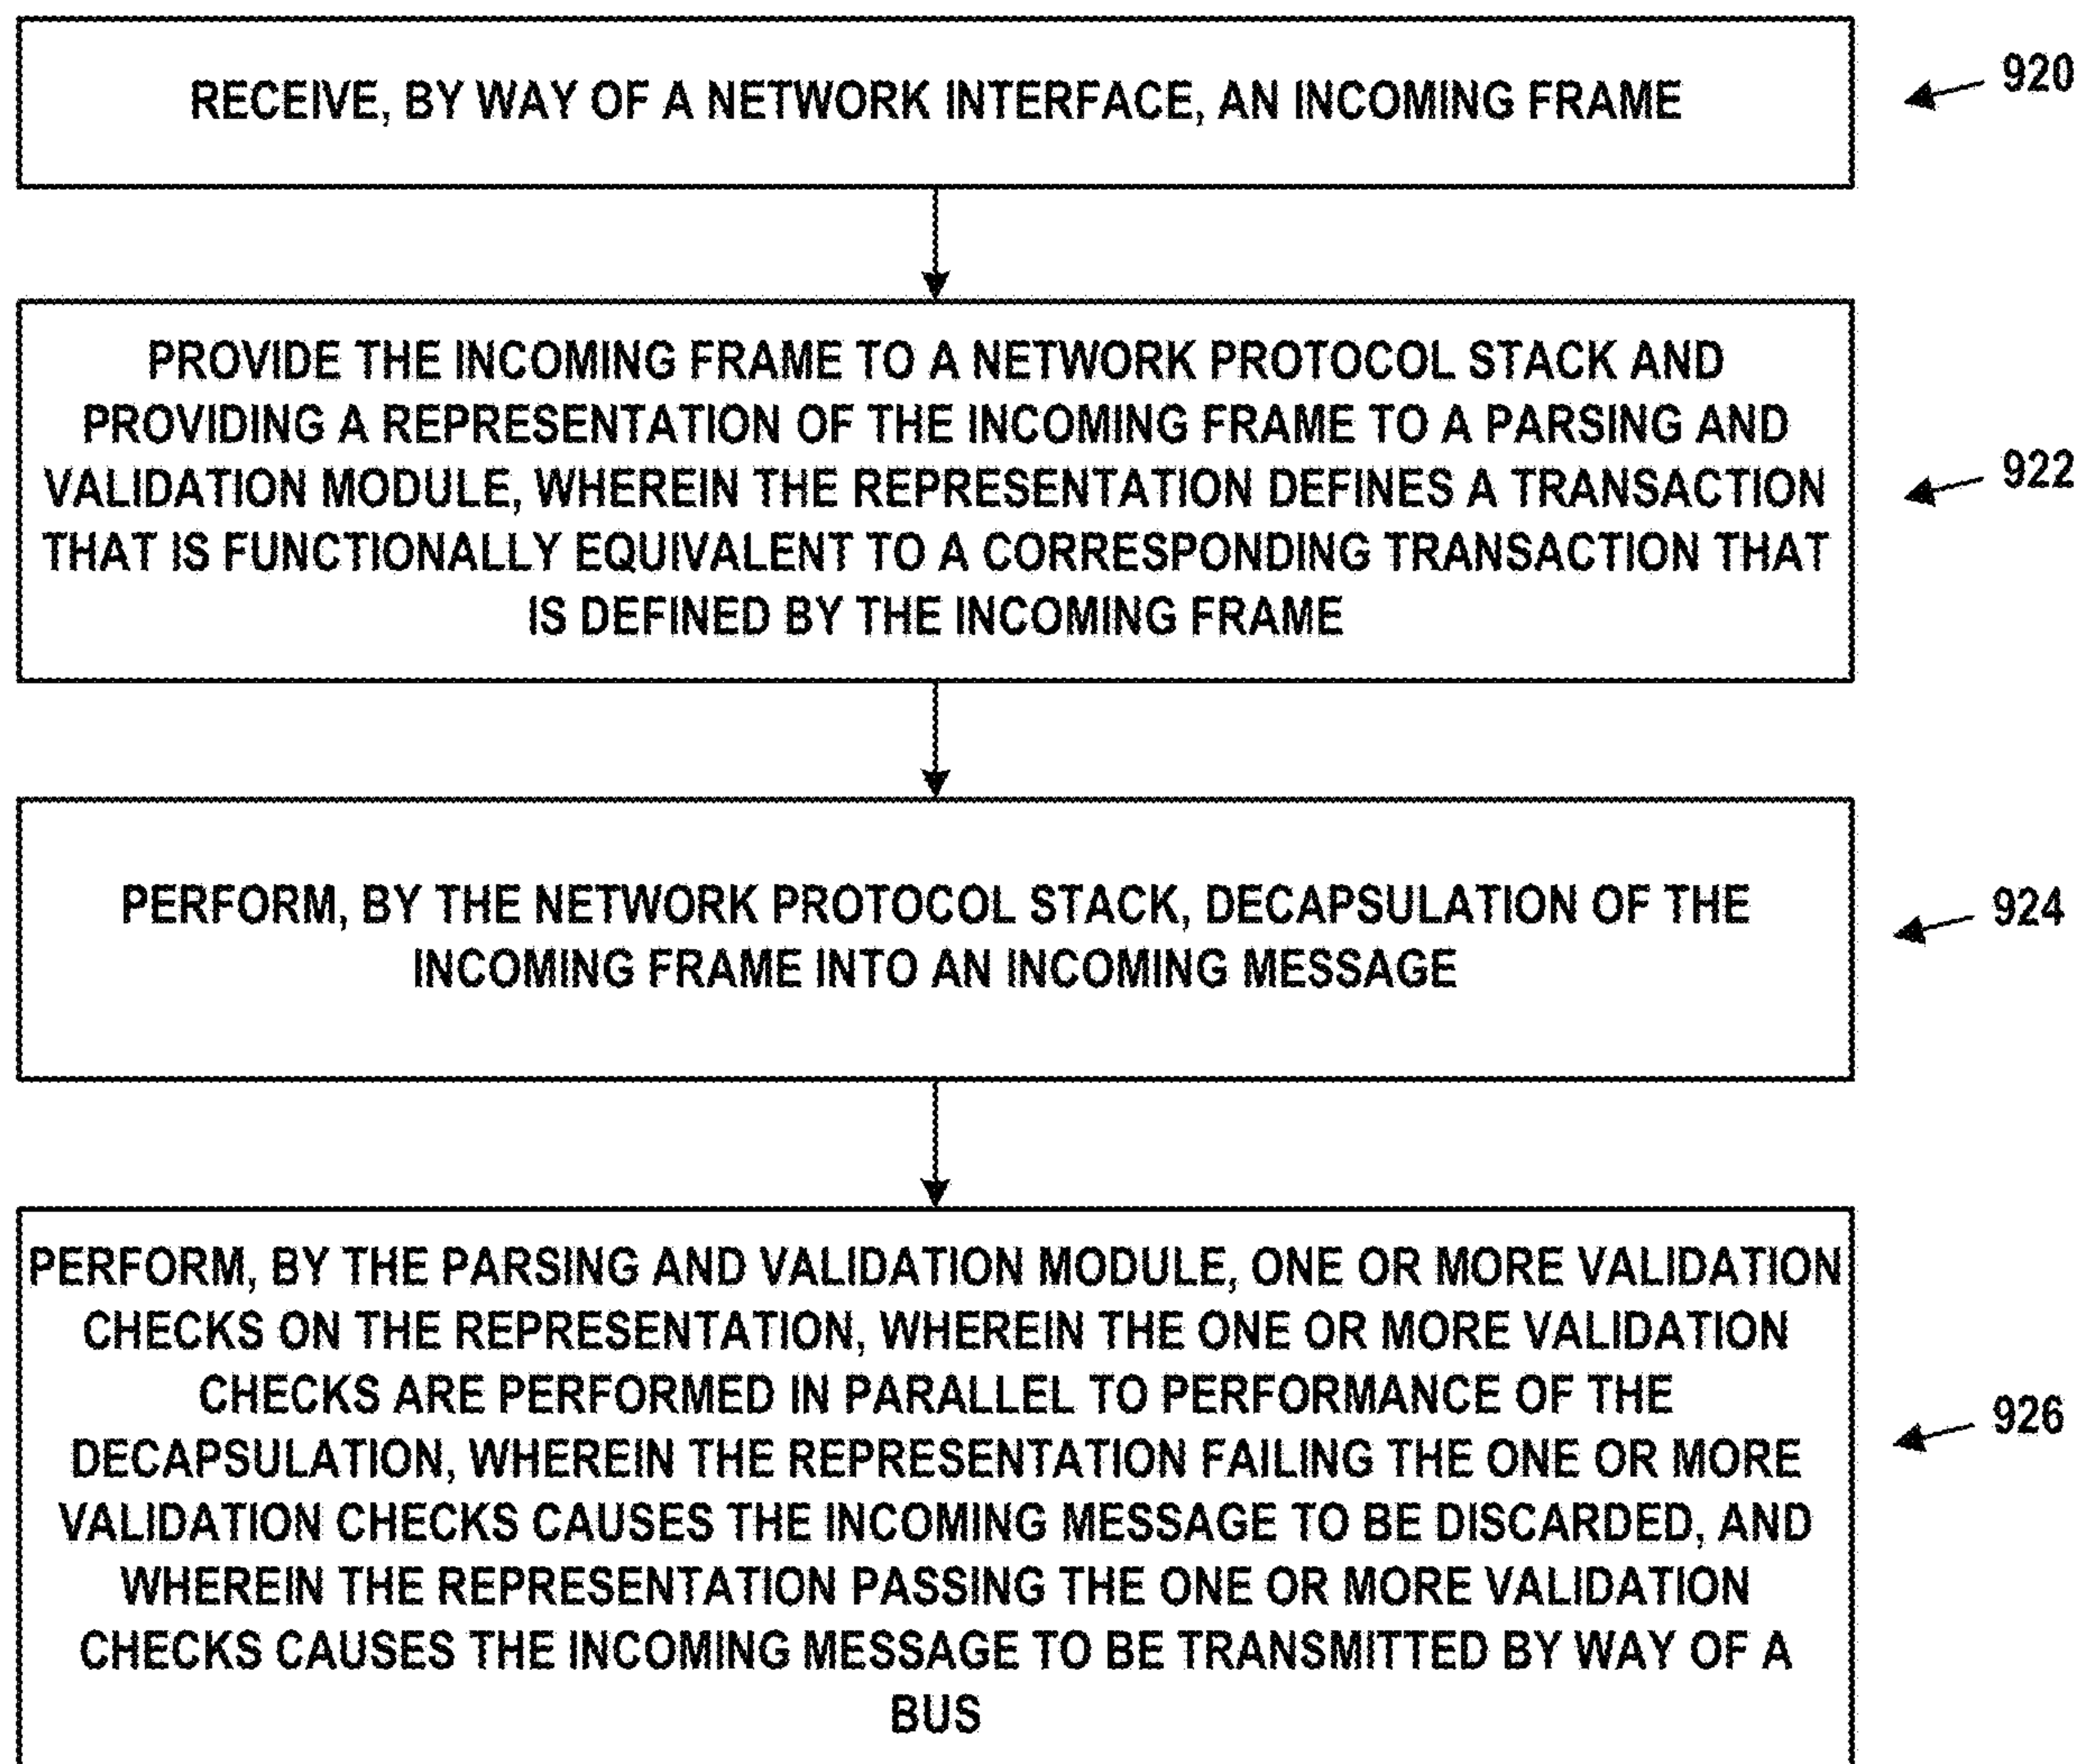 RECEIVE, BY WAY OF A NETWORK INTERFACE, AN INCOMING FRAME
920
PROVIDE THE INCOMING FRAME TO A NETWORK PROTOCOL STACK AND
PROVIDING A REPRESENTATION OF THE INCOMING FRAME TO A PARSING AND
VALIDATION MODULE, WHEREIN THE REPRESENTATION DEFINES A TRANSACTION
THAT IS FUNCTIONALLY EQUIVALENT TO A CORRESPONDING TRANSACTION THAT
IS DEFINED BY THE INCOMING FRAME
922
PERFORM, BY THE NETWORK PROTOCOL STACK, DECAPSULATION OF THE
INCOMING FRAME INTO AN INCOMING MESSAGE
924
PERFORM, BY THE PARSING AND VALIDATION MODULE, ONE OR MORE VALIDATION
CHECKS ON THE REPRESENTATION, WHEREIN THE ONE OR MORE VALIDATION
CHECKS ARE PERFORMED IN PARALLEL TO PERFORMANCE OF THE
DECAPSULATION, WHEREIN THE REPRESENTATION FAILING THE ONE OR MORE
VALIDATION CHECKS CAUSES THE INCOMING MESSAGE TO BE DISCARDED, AND
WHEREIN THE REPRESENTATION PASSING THE ONE OR MORE VALIDATION
CHECKS CAUSES THE INCOMING MESSAGE TO BE TRANSMITTED BY WAY OF A
BUS
926